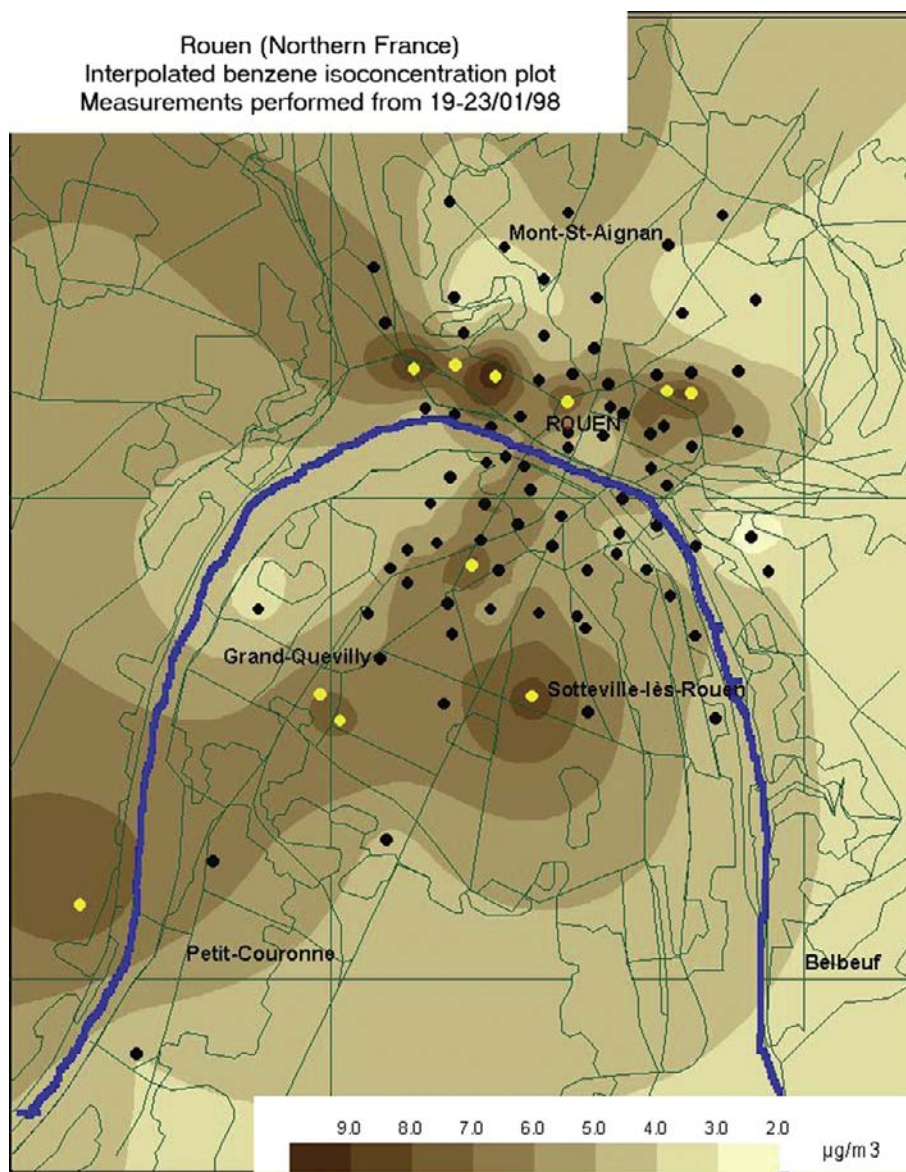 Rouen (Northern France)
Interpolated benzene isoconcentration plot
Measurements performed from 19-23/01/98
Mont-St-Aignan
ROUEN
Grand-Quevilly
Sotteville-lès-Rouen
Petit-Couronne
Belbeuf
9.0 8.0 7.0 6.0 5.0 4.0 3.0 2.0
µg/m3